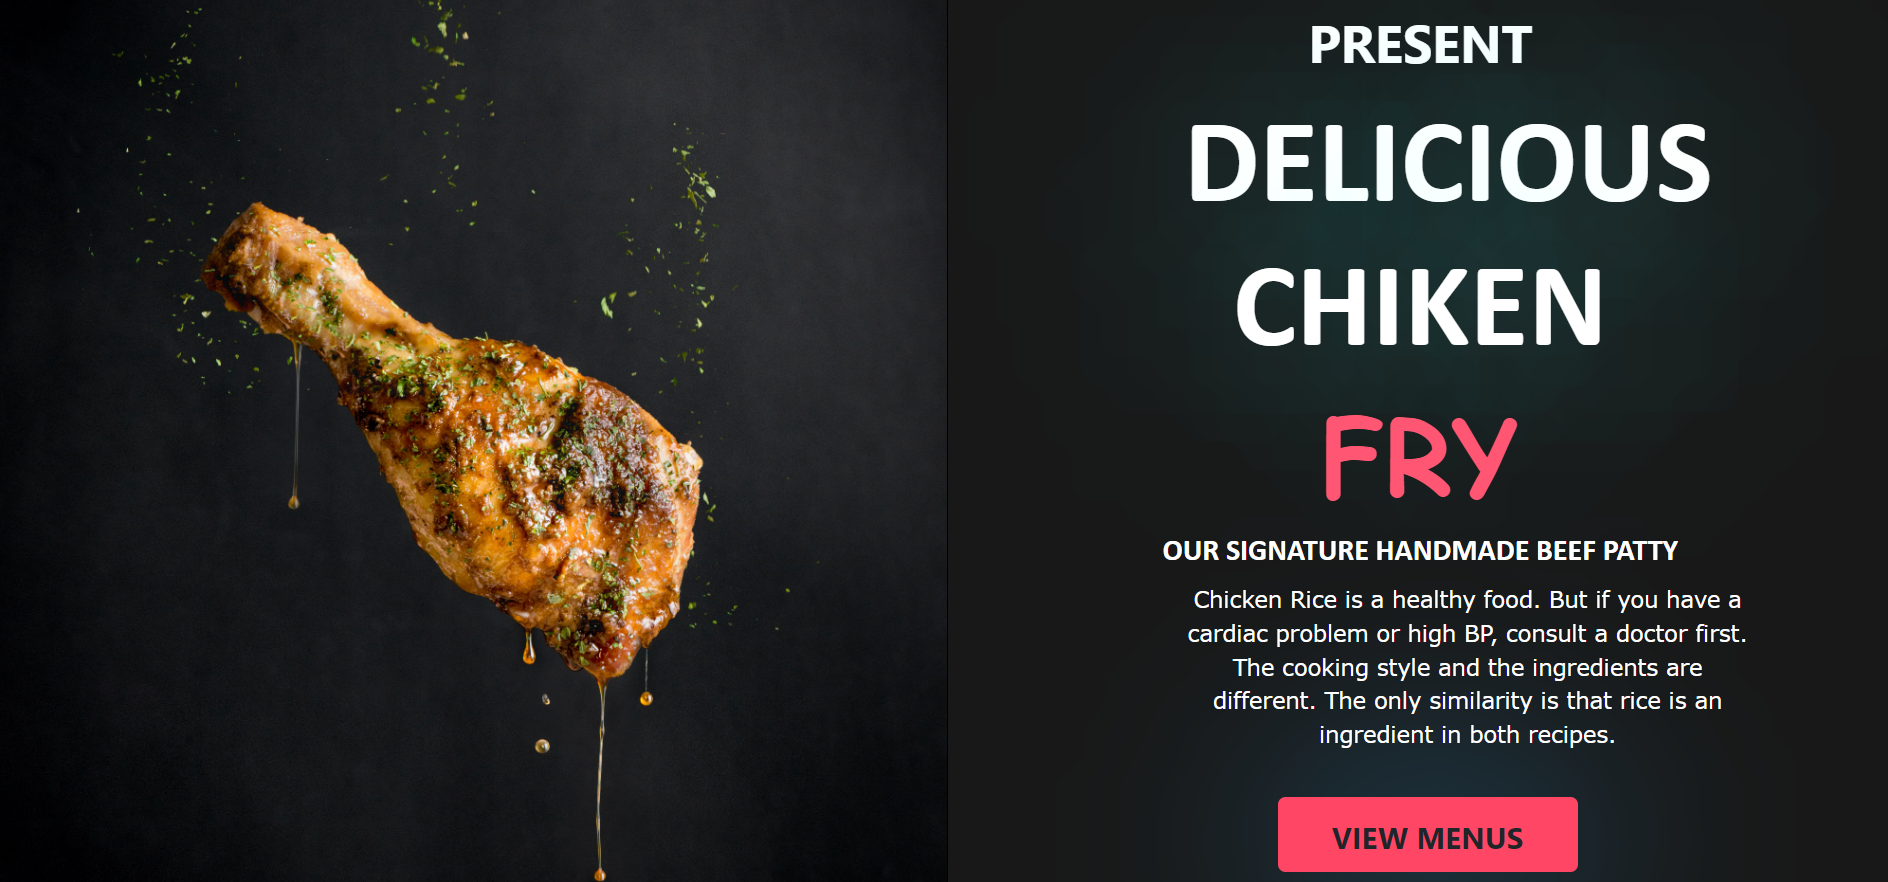 PRESENT
DELICIOUS
CHIKEN
FRY
OUR SIGNATURE HANDMADE BEEF PATTY
Chicken Rice is a healthy food. But if you have a
cardiac problem or high BP, consult a doctor first.
The cooking style and the ingredients are
different. The only similarity is that rice is an
ingredient in both recipes.
VIEW MENUS